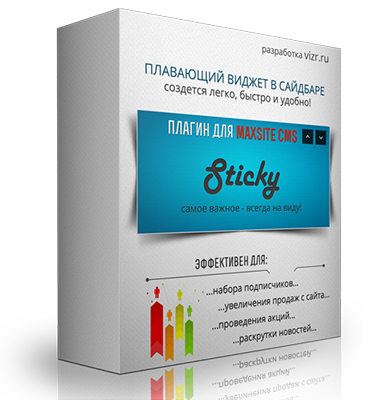 разработка vizr.ru
ПЛАВАЮЩИЙ ВИДЖЕТ В САЙДБАРЕ
создется легко, быстро и удобно!
ПЛАГИН ДЛЯ MAXSITE CMS
Sticky
самое важное - всегда на виду!
ЭФФЕКТИВЕН ДЛЯ:
...набора подписчиков...
...увеличения продаж с сайта...
...проведения акций...
...раскрутки новостей...